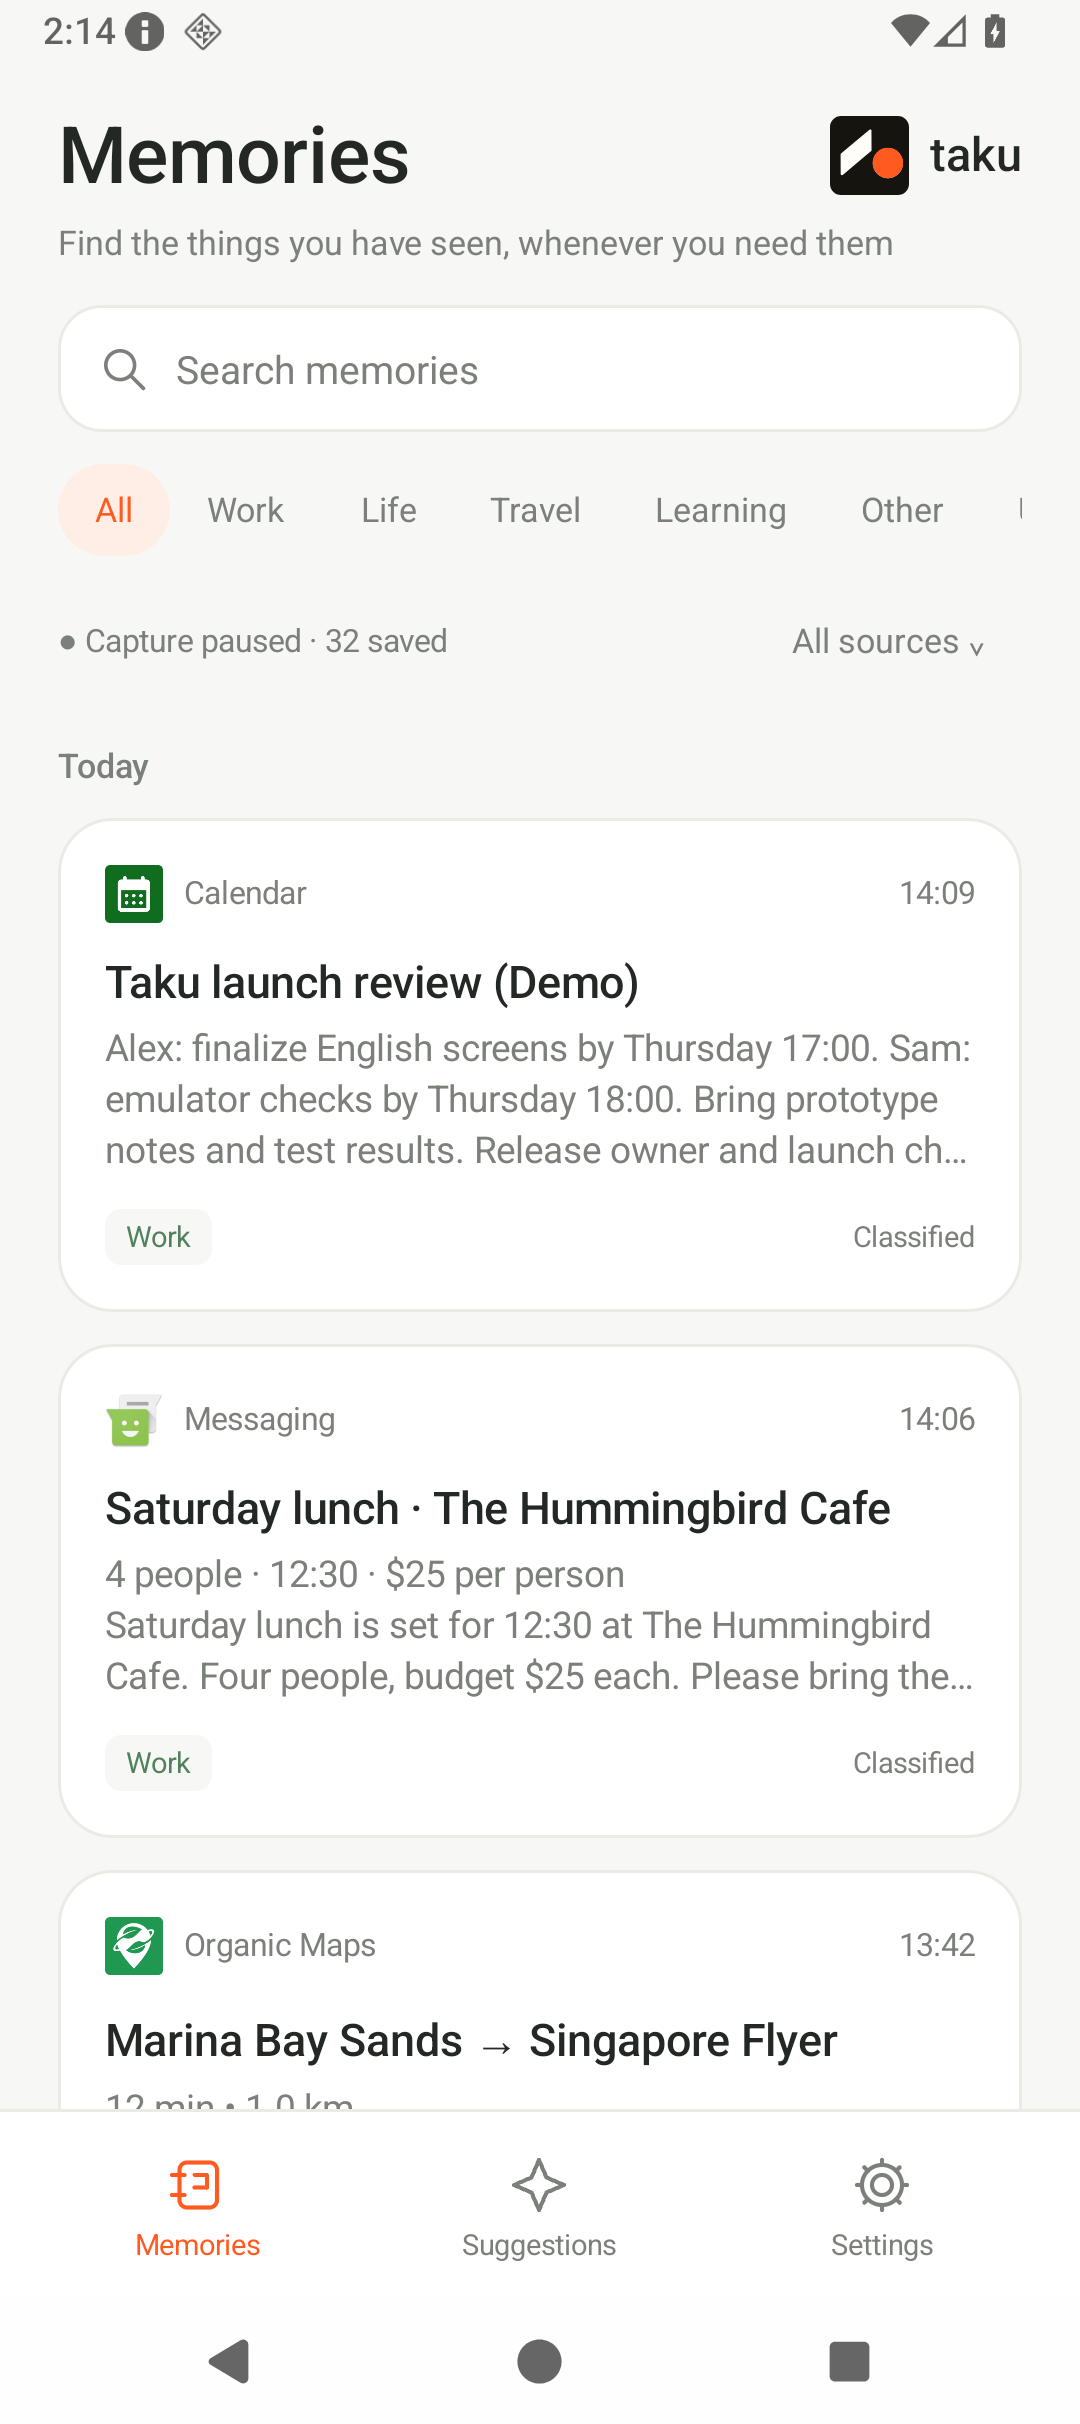 2:14
Memories
taku
Find the things you have seen, whenever you need them
Search memories
All Work Life Travel Learning Other
● Capture paused · 32 saved All sources
Today
Calendar 14:09
Taku launch review (Demo)
Alex: finalize English screens by Thursday 17:00. Sam:
emulator checks by Thursday 18:00. Bring prototype
notes and test results. Release owner and launch ch…
Work Classified
Messaging 14:06
Saturday lunch · The Hummingbird Cafe
4 people · 12:30 · $25 per person
Saturday lunch is set for 12:30 at The Hummingbird
Cafe. Four people, budget $25 each. Please bring the…
Work Classified
Organic Maps 13:42
Marina Bay Sands → Singapore Flyer
12 min • 1.0 km
Memories Suggestions Settings